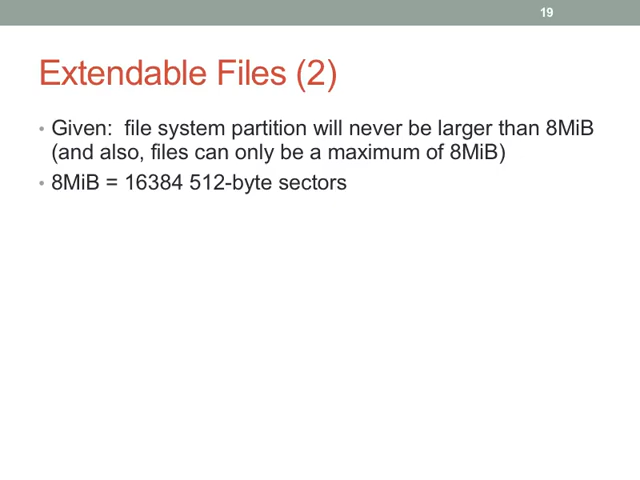 19
Extendable Files (2)
• Given:  file system partition will never be larger than 8MiB
(and also, files can only be a maximum of 8MiB)
• 8MiB = 16384 512-byte sectors